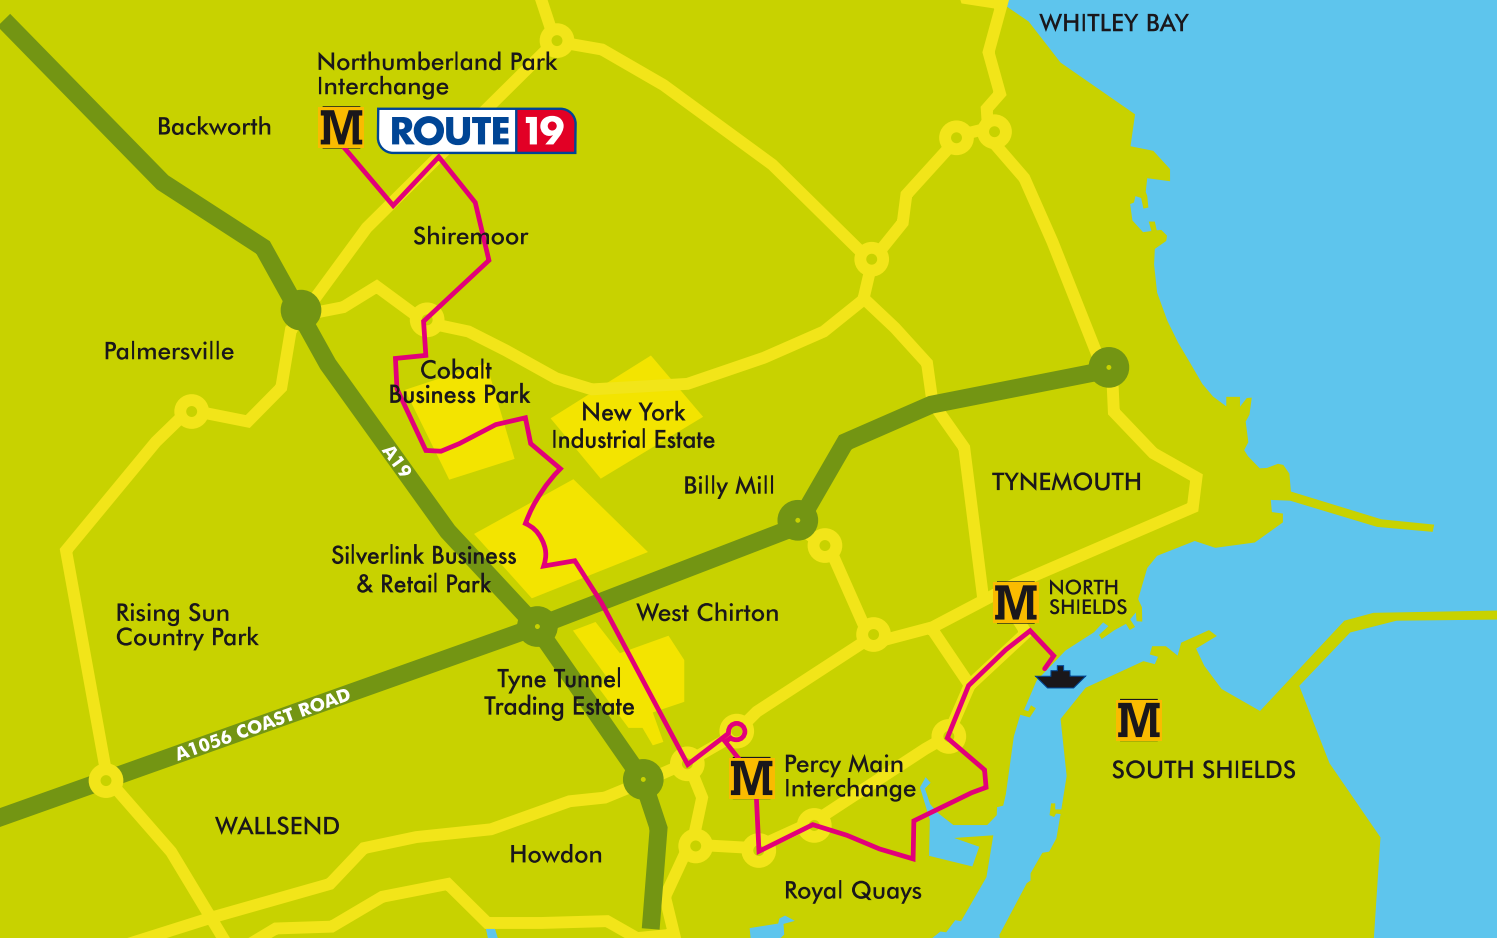 WHITLEY BAY
Northumberland Park
Interchange
Backworth
M
ROUTE 19
Shiremoor
Palmersville
Cobalt
Business Park
New York
Industrial Estate
A19
Billy Mill
TYNEMOUTH
Silverlink Business
& Retail Park
Rising Sun
Country Park
West Chirton
M
NORTH
SHIELDS
Tyne Tunnel
Trading Estate
A1056 COAST ROAD
M
SOUTH SHIELDS
M
Percy Main
Interchange
WALLSEND
Howdon
Royal Quays